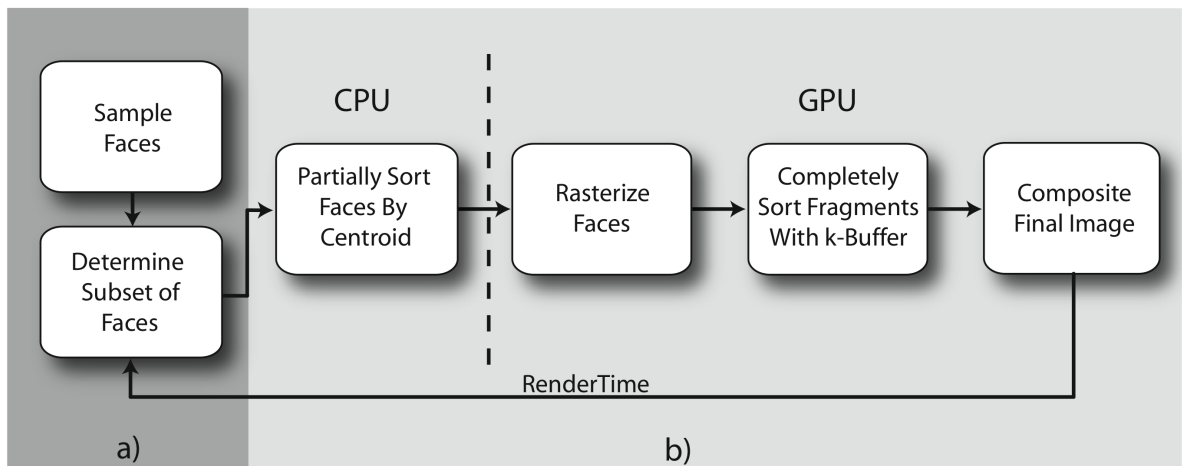 Sample
Faces
Determine
Subset of
Faces
CPU
Partially Sort
Faces By
Centroid
GPU
Rasterize
Faces
Completely
Sort Fragments
With k-Buffer
Composite
Final Image
RenderTime
a)
b)